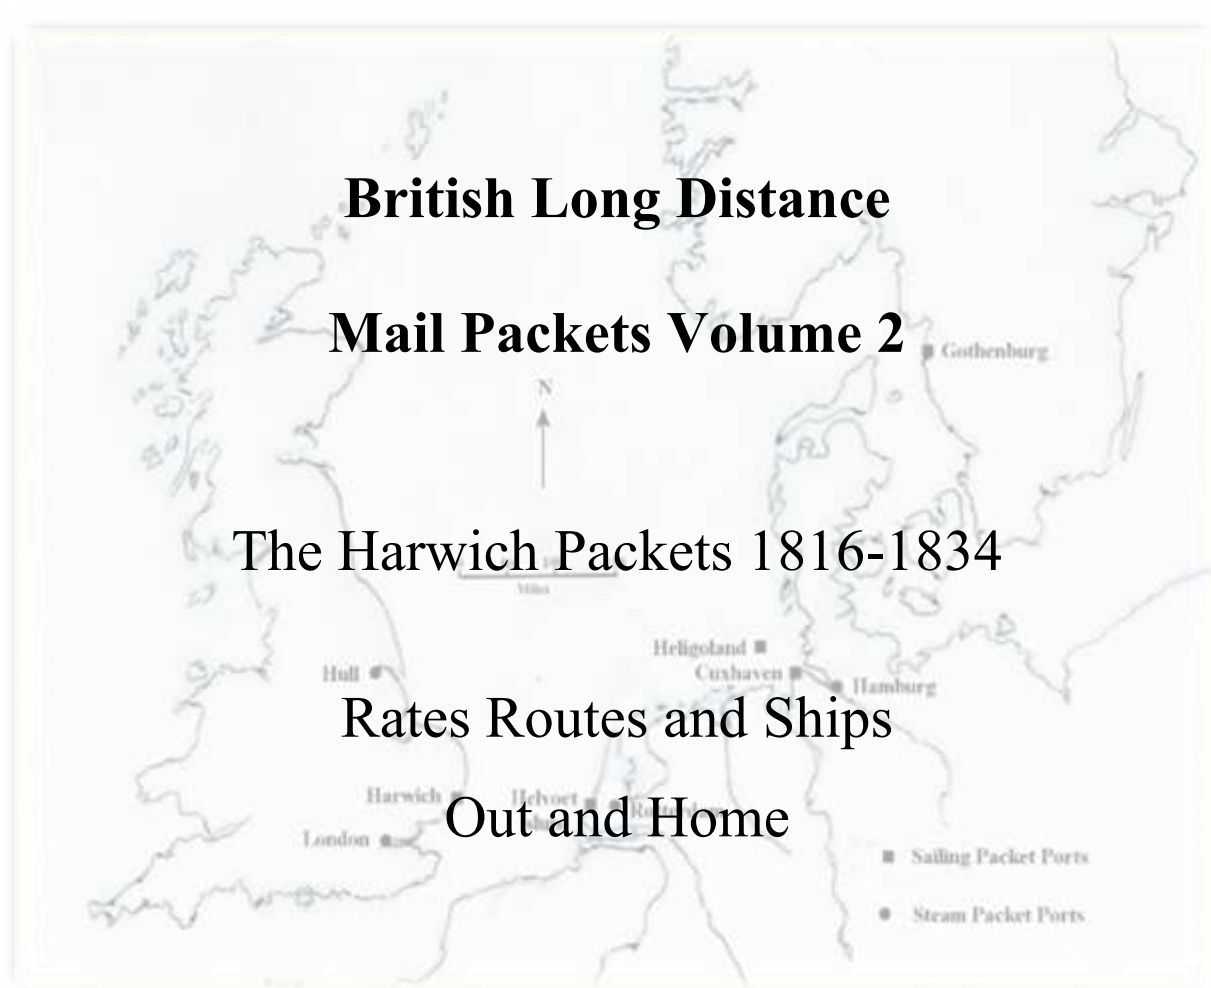 British Long Distance
Mail Packets Volume 2
Gothenburg
N
The Harwich Packets 1816-1834
Miles
Heligoland
Cuxhaven
Hull
Hamburg
Rates Routes and Ships
Harwich
Helvoet
Out and Home
London
Sailing Packet Ports
Steam Packet Ports